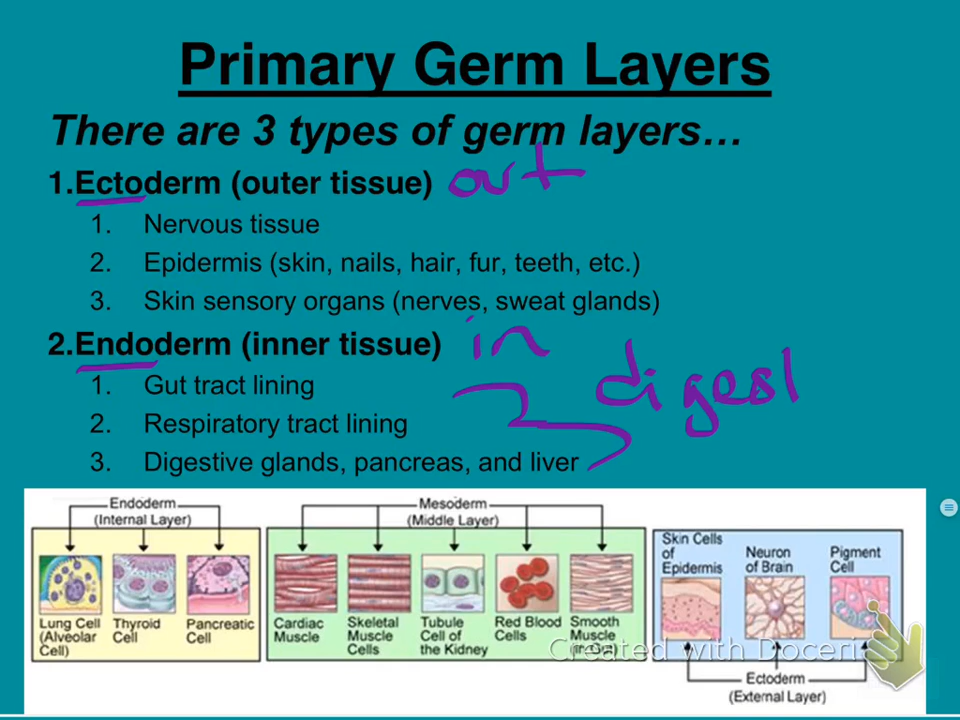 Primary Germ Layers
There are 3 types of germ layers…
1.Ectoderm (outer tissue) out
1. Nervous tissue
2. Epidermis (skin, nails, hair, fur, teeth, etc.)
3. Skin sensory organs (nerves, sweat glands)
2.Endoderm (inner tissue) in
1. Gut tract lining
digest
2. Respiratory tract lining
3. Digestive glands, pancreas, and liver
Endoderm
(Internal Layer)
Lung Cell
(Alveolar
Cell)
Thyroid
Cell
Pancreatic
Cell
Mesoderm
(Middle Layer)
Cardiac
Muscle
Skeletal
Muscle
Cells
Tubule
Cell of
the Kidney
Red Blood
Cells
Smooth
Muscle
(in Gut)
Skin Cells
of
Epidermis
Neuron
of Brain
Pigment
Cell
Ectoderm
(External Layer)
Created with Doceri